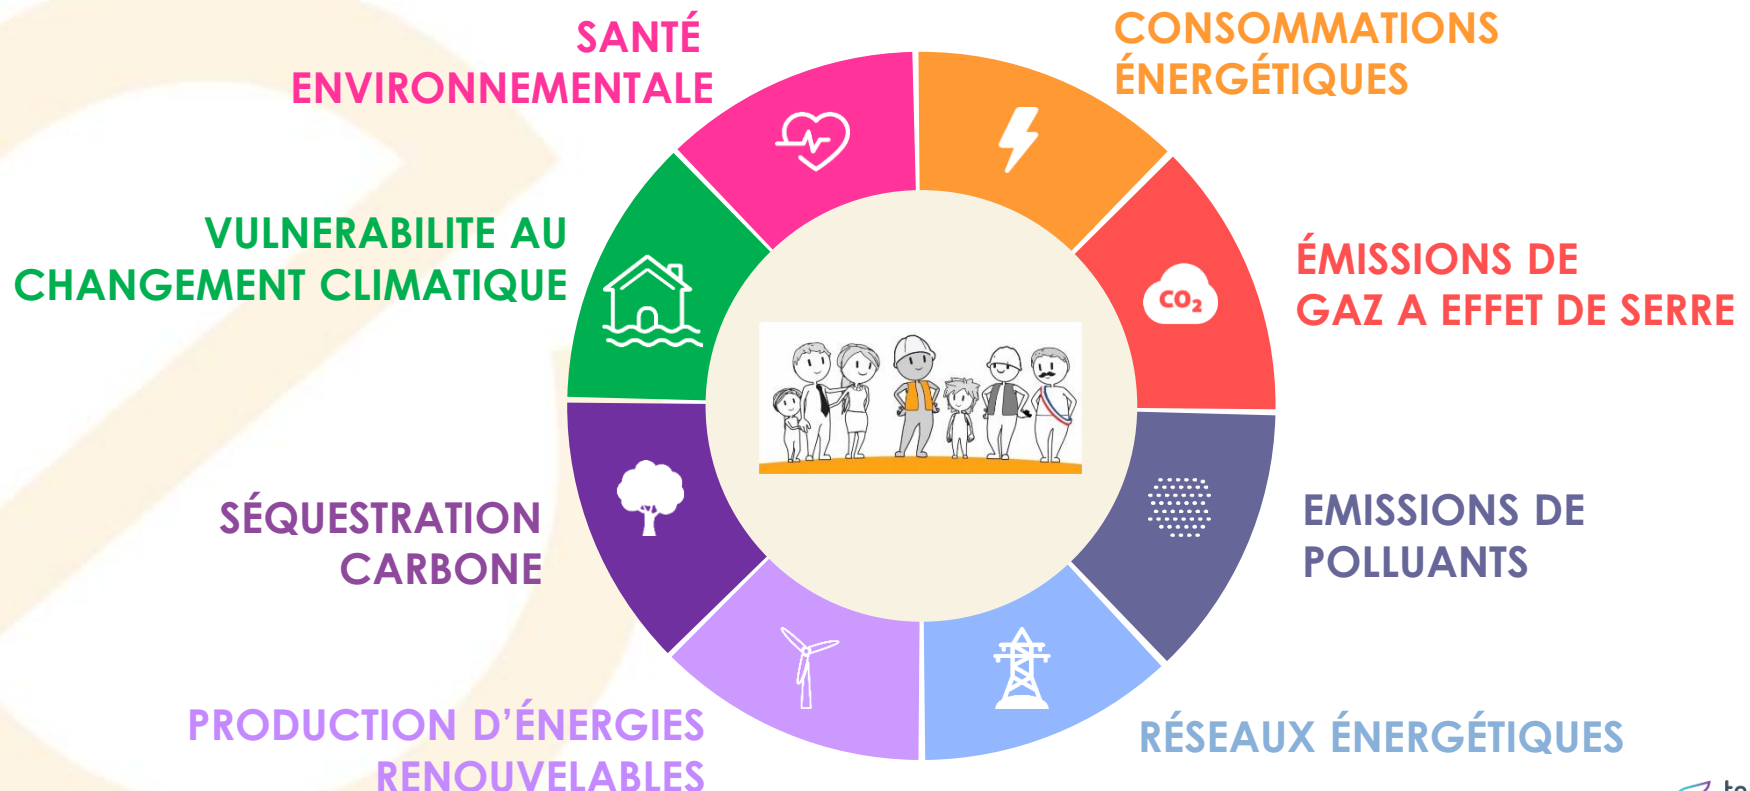 SANTÉ
ENVIRONNEMENTALE
CONSOMMATIONS
ÉNERGÉTIQUES
VULNERABILITE AU
CHANGEMENT CLIMATIQUE
ÉMISSIONS DE
GAZ A EFFET DE SERRE
CO₂
SÉQUESTRATION
CARBONE
EMISSIONS DE
POLLUANTS
PRODUCTION D’ÉNERGIES
RENOUVELABLES
RÉSEAUX ÉNERGÉTIQUES